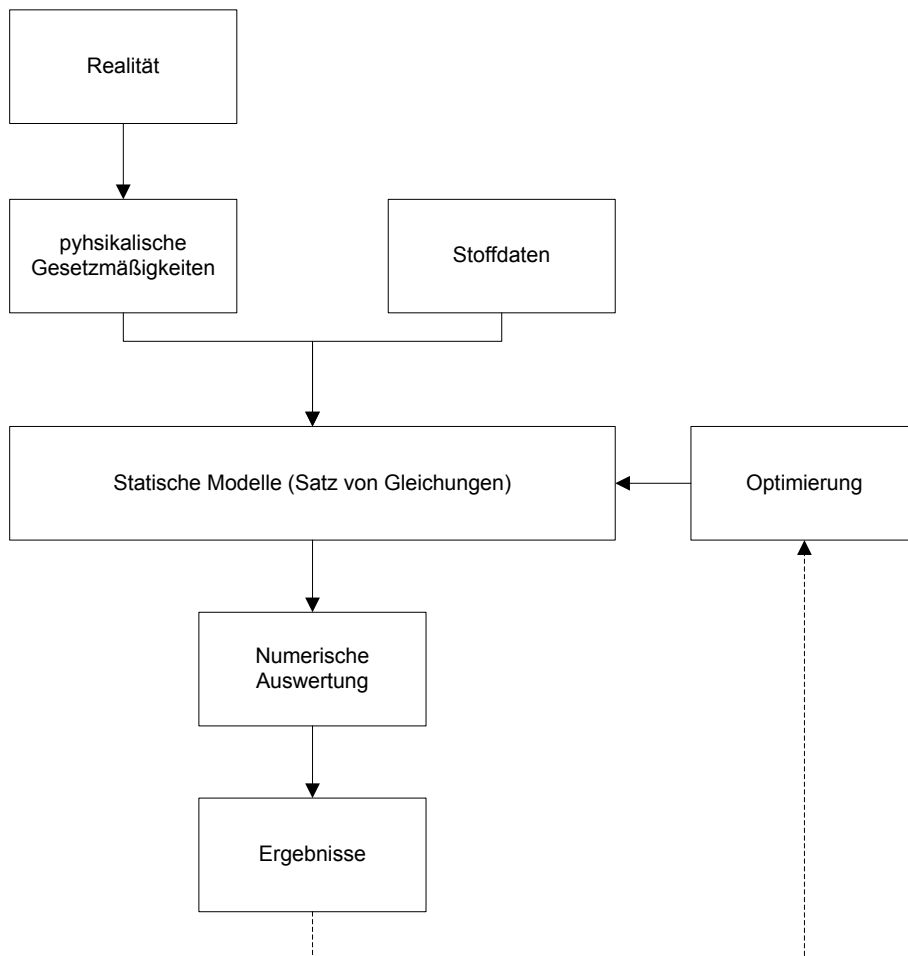 Realität
pyhsikalische
Gesetzmäßigkeiten
Stoffdaten
Statische Modelle (Satz von Gleichungen)
Optimierung
Numerische
Auswertung
Ergebnisse